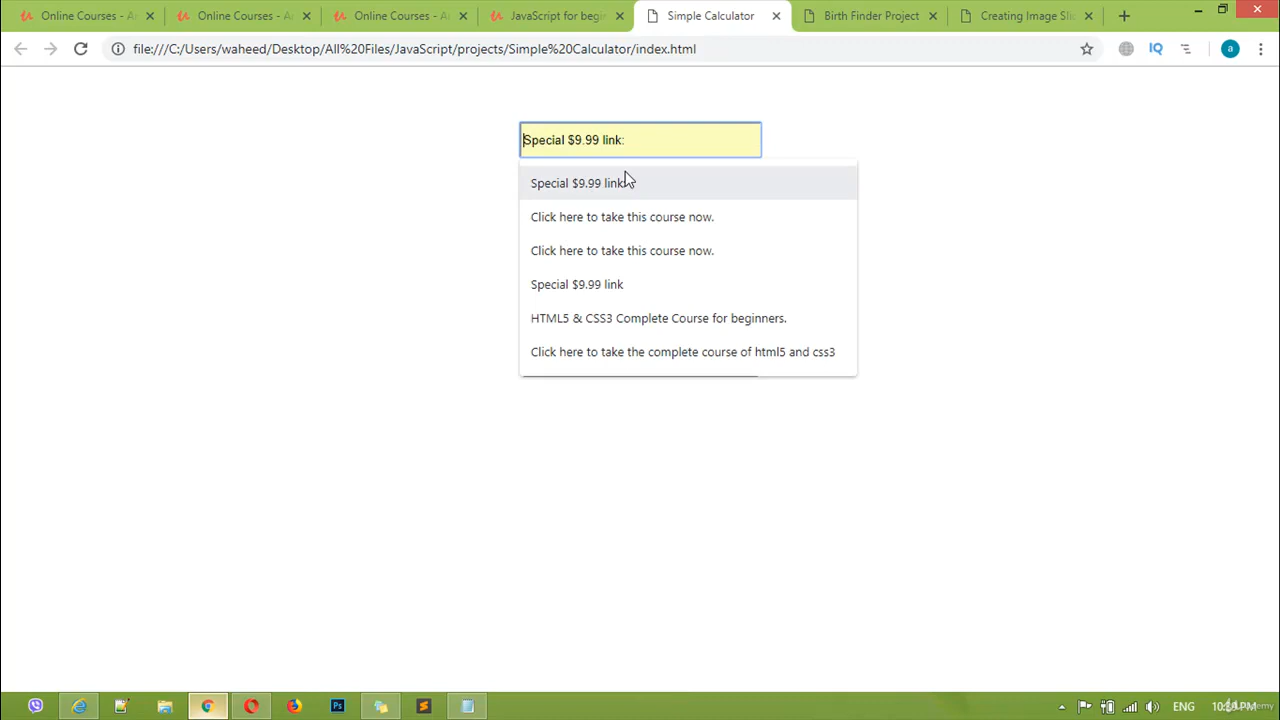 Online Courses - A
Online Courses - A
Online Courses - A
JavaScript for begi
Simple Calculator
Birth Finder Project
Creating Image Sli
file:///C:/Users/waheed/Desktop/All%20Files/JavaScript/projects/Simple%20Calculator/index.html
IQ
a
Special $9.99 link:
Special $9.99 link
Click here to take this course now.
Click here to take this course now.
Special $9.99 link
HTML5 & CSS3 Complete Course for beginners.
Click here to take the complete course of html5 and css3
Ps
ENG